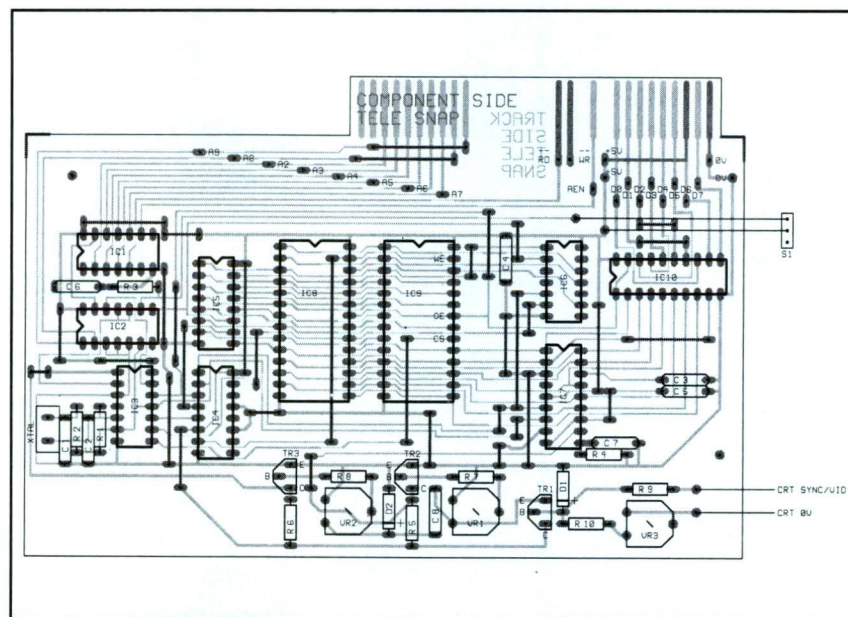 COMPONENT SIDE
TELE SNAP
TRACK
SIDE
TELE
SNAP
A9
A8
A2
A3
A4
A5
A6
A7
RD
WR
AEN
+5V
+5V
0V
0V
D0
D1
D2
D3
D4
D5
D6
D7
S1
IC1
C6
R3
IC2
IC5
IC8
IC9
WE
OE
CS
C4
IC6
IC10
IC3
IC4
IC7
C3
C5
C7
R4
XTAL
C1
R2
C2
R1
TR3
E
B
C
R8
VR2
R6
D2
+
TR2
E
B
C
R7
R5
C8
VR1
TR1
E
B
C
D1
+
R9
R10
VR3
CRT SYNC/VID
CRT 0V